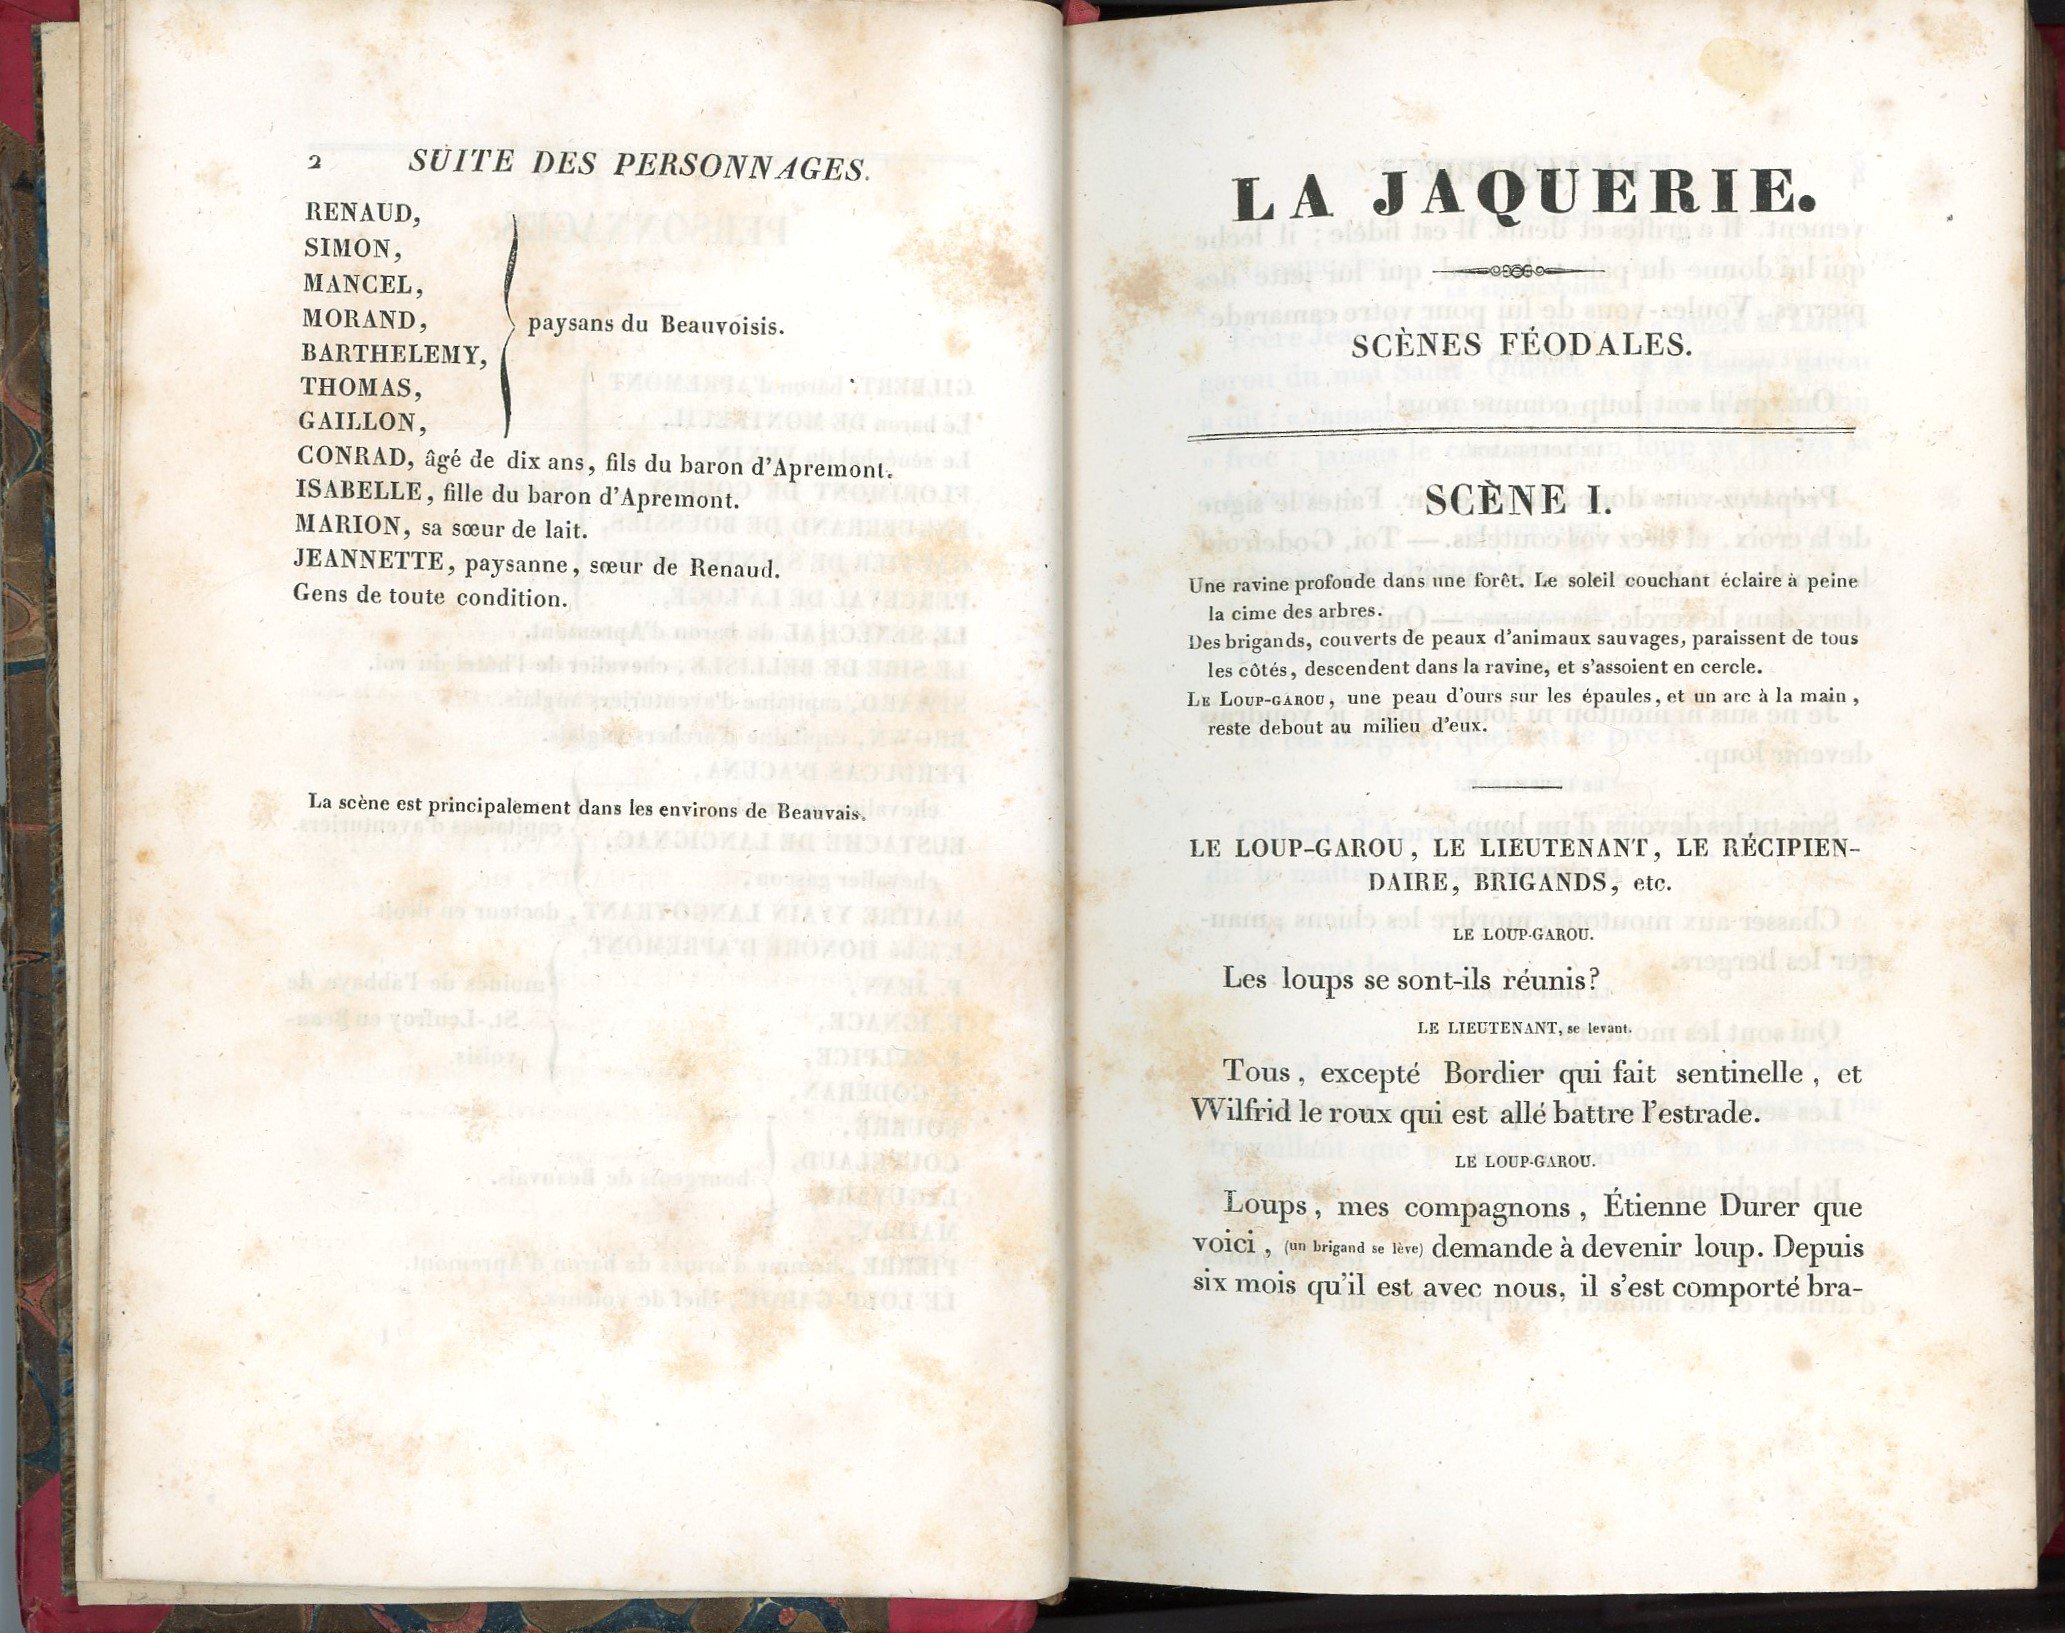 2 SUITE DES PERSONNAGES.
RENAUD,
SIMON,
MANCEL,
MORAND,
paysans du Beauvoisis.
BARTHELEMY,
THOMAS,
GAILLON,
CONRAD, âgé de dix ans, fils du baron d'Apremont.
ISABELLE, fille du baron d'Apremont.
MARION, sa sœur de lait.
JEANNETTE, paysanne, sœur de Renaud.
Gens de toute condition.
La scène est principalement dans les environs de Beauvais.
LA JAQUERIE.
SCÈNES FÉODALES.
SCÈNE I.
Une ravine profonde dans une forêt. Le soleil couchant éclaire à peine
la cime des arbres.
Des brigands, couverts de peaux d'animaux sauvages, paraissent de tous
les côtés, descendent dans la ravine, et s'assoient en cercle.
LE LOUP-GAROU, une peau d'ours sur les épaules, et un arc à la main,
reste debout au milieu d'eux.
LE LOUP-GAROU, LE LIEUTENANT, LE RÉCIPIEN-
DAIRE, BRIGANDS, etc.
LE LOUP-GAROU.
Les loups se sont-ils réunis?
LE LIEUTENANT, se levant.
Tous, excepté Bordier qui fait sentinelle, et
Wilfrid le roux qui est allé battre l'estrade.
LE LOUP-GAROU.
Loups, mes compagnons, Étienne Durer que
voici, (un brigand se lève) demande à devenir loup. Depuis
six mois qu'il est avec nous, il s'est comporté bra-